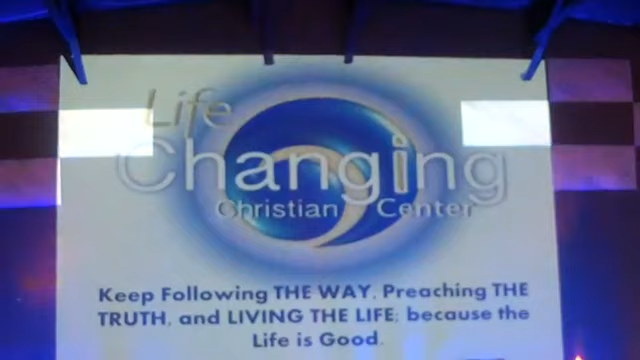 Life
Changing
Christian Center
Keep Following THE WAY, Preaching THE
TRUTH, and LIVING THE LIFE; because the
Life is Good.